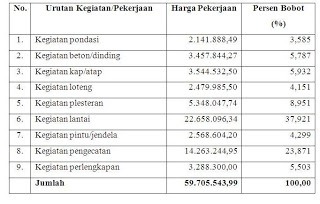 No. Urutan Kegiatan/Pekerjaan Harga Pekerjaan Persen Bobot
(%)
1. Kegiatan pondasi 2.141.888,49 3,585
2. Kegiatan beton/dinding 3.457.844,27 5,787
3. Kegiatan kap/atap 3.544.532,50 5,932
4. Kegiatan loteng 2.479.985,50 4,151
5. Kegiatan plesteran 5.348.047,74 8,951
6. Kegiatan lantai 22.658.096,34 37,921
7. Kegiatan pintu/jendela 2.568.604,20 4,299
8. Kegiatan pengecatan 14.263.244,95 23,871
9. Kegiatan perlengkapan 3.288.300,00 5,503
Jumlah 59.705.543,99 100,00